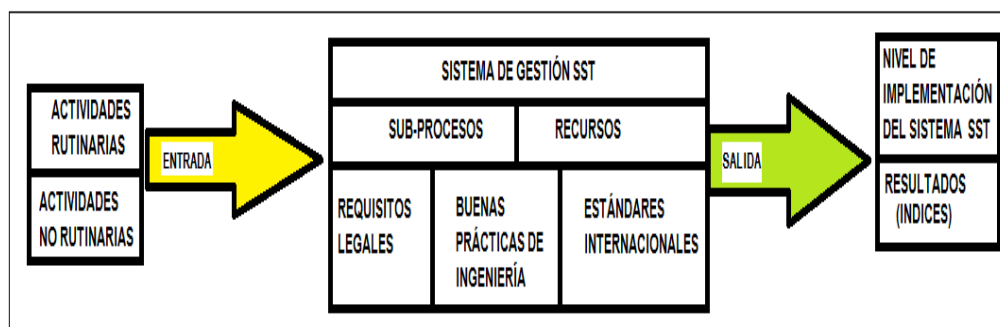 ACTIVIDADES
RUTINARIAS
ACTIVIDADES
NO RUTINARIAS
ENTRADA
SISTEMA DE GESTIÓN SST
SUB-PROCESOS
RECURSOS
REQUISITOS
LEGALES
BUENAS
PRÁCTICAS DE
INGENIERÍA
ESTÁNDARES
INTERNACIONALES
SALIDA
NIVEL DE
IMPLEMENTACIÓN
DEL SISTEMA SST
RESULTADOS
(INDICES)